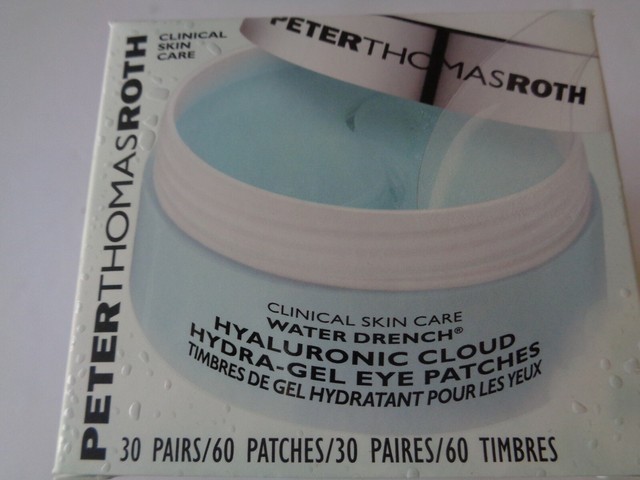 PETERTHOMASROTH
CLINICAL
SKIN
CARE
PETERTHOMASROTH
CLINICAL SKIN CARE
WATER DRENCH®
HYALURONIC CLOUD
HYDRA-GEL EYE PATCHES
TIMBRES DE GEL HYDRATANT POUR LES YEUX
30 PAIRS/60 PATCHES/30 PAIRES/60 TIMBRES